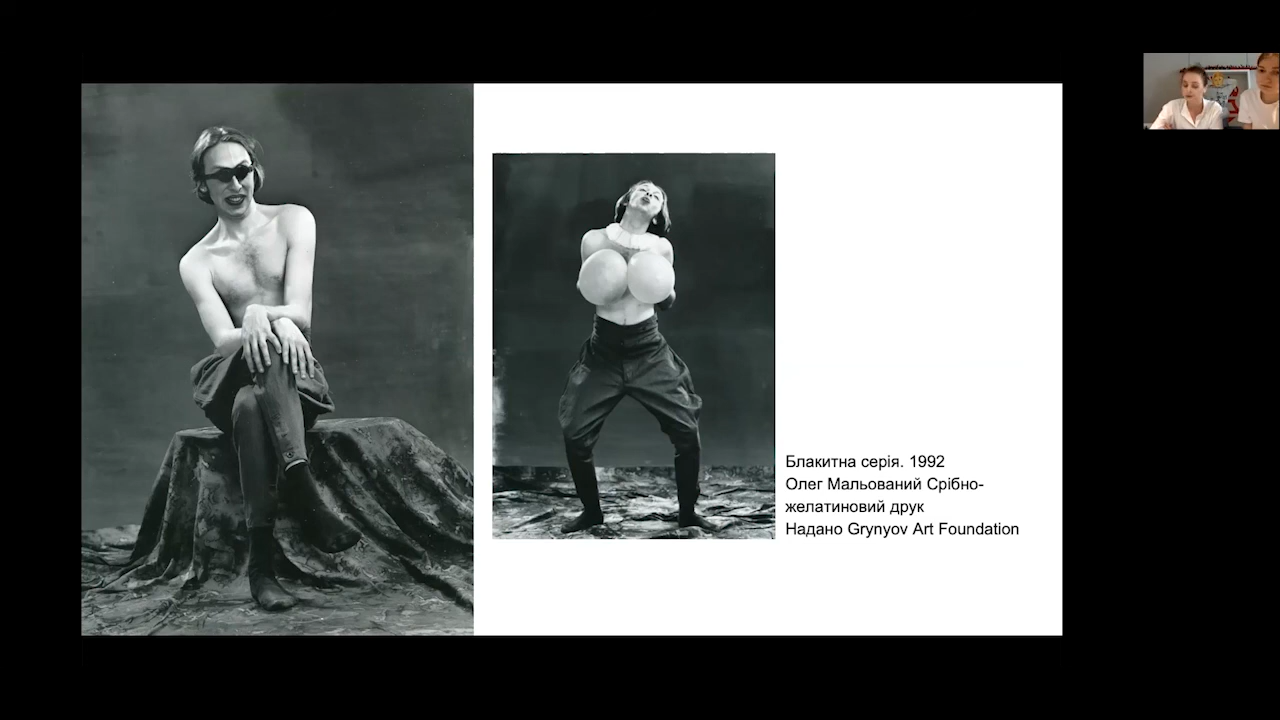 Блакитна серія. 1992
Олег Мальований Срібно-
желатиновий друк
Надано Grynyov Art Foundation